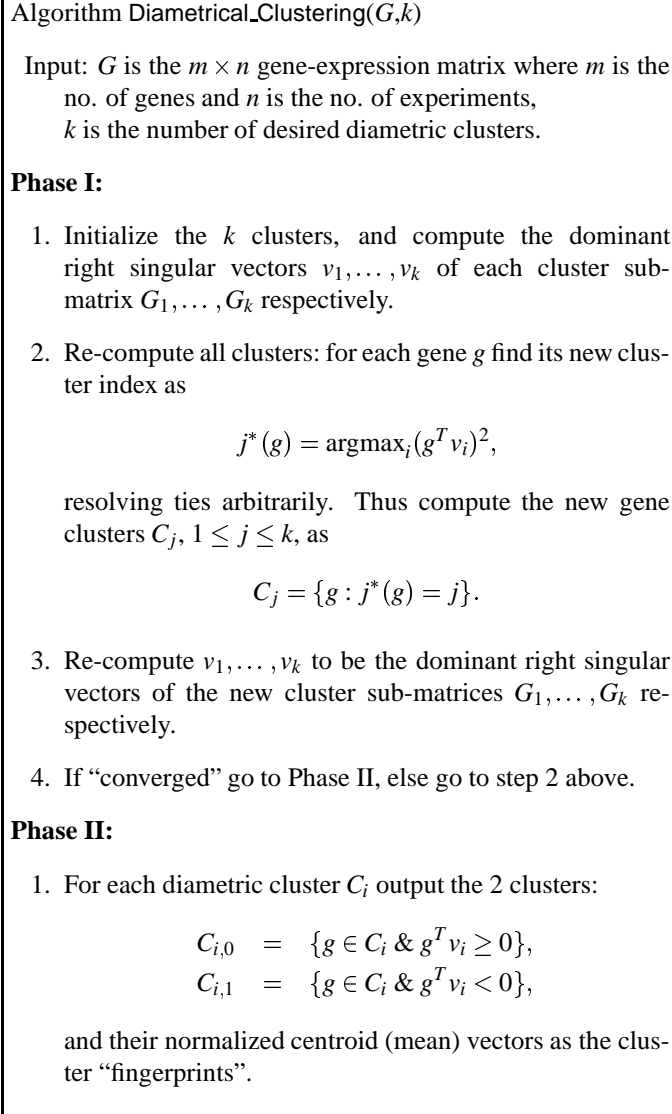 Algorithm Diametrical_Clustering(G,k)
Input: G is the m × n gene-expression matrix where m is the
no. of genes and n is the no. of experiments,
k is the number of desired diametric clusters.
Phase I:
1. Initialize the k clusters, and compute the dominant
right singular vectors v₁,... ,vₖ of each cluster sub-
matrix G₁,... ,Gₖ respectively.
2. Re-compute all clusters: for each gene g find its new clus-
ter index as
j*(g) = argmaxᵢ(gᵀvᵢ)²,
resolving ties arbitrarily. Thus compute the new gene
clusters Cⱼ, 1 ≤ j ≤ k, as
Cⱼ = {g : j*(g) = j}.
3. Re-compute v₁,... ,vₖ to be the dominant right singular
vectors of the new cluster sub-matrices G₁,... ,Gₖ re-
spectively.
4. If “converged” go to Phase II, else go to step 2 above.
Phase II:
1. For each diametric cluster Cᵢ output the 2 clusters:
Cᵢ,₀ = {g ∈ Cᵢ & gᵀvᵢ ≥ 0},
Cᵢ,₁ = {g ∈ Cᵢ & gᵀvᵢ < 0},
and their normalized centroid (mean) vectors as the clus-
ter “fingerprints”.